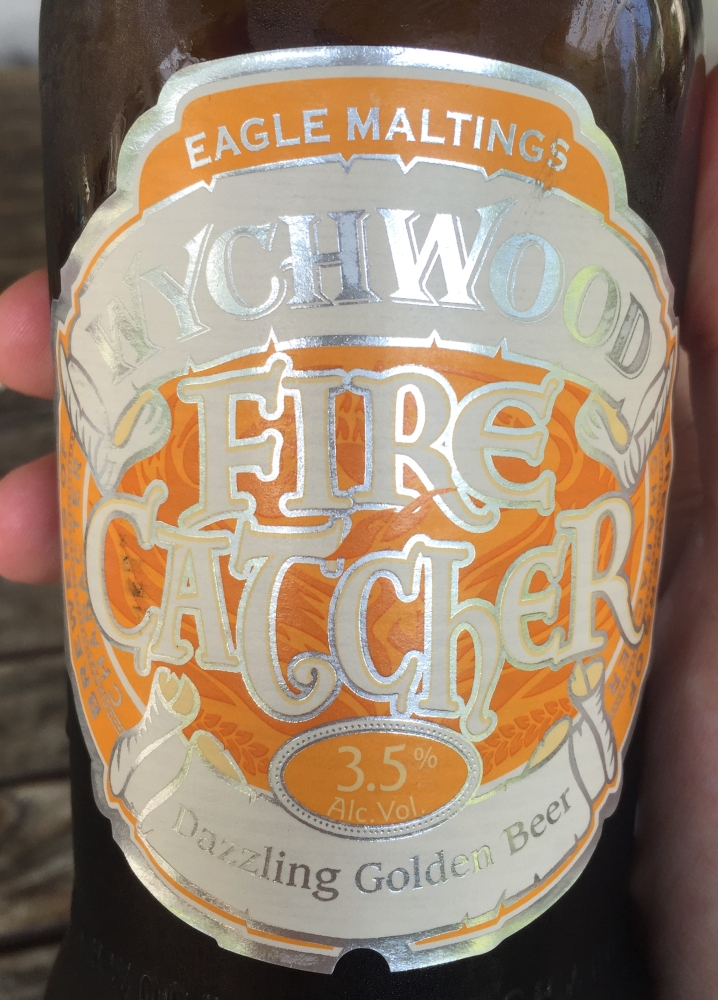 EAGLE MALTINGS
WYCHWOOD
FIRE
CATCHER
3.5%
Alc.Vol.
Dazzling Golden Beer